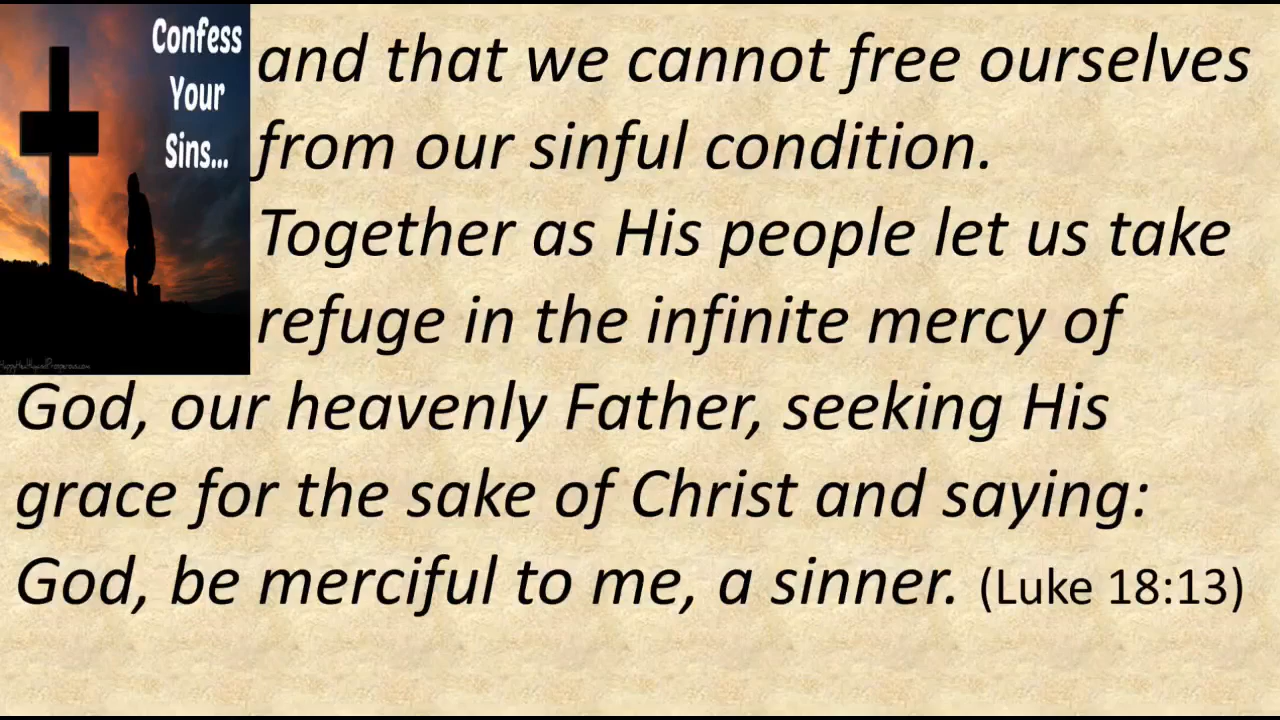 Confess
Your
Sins...
and that we cannot free ourselves
from our sinful condition.
Together as His people let us take
refuge in the infinite mercy of
God, our heavenly Father, seeking His
grace for the sake of Christ and saying:
God, be merciful to me, a sinner. (Luke 18:13)